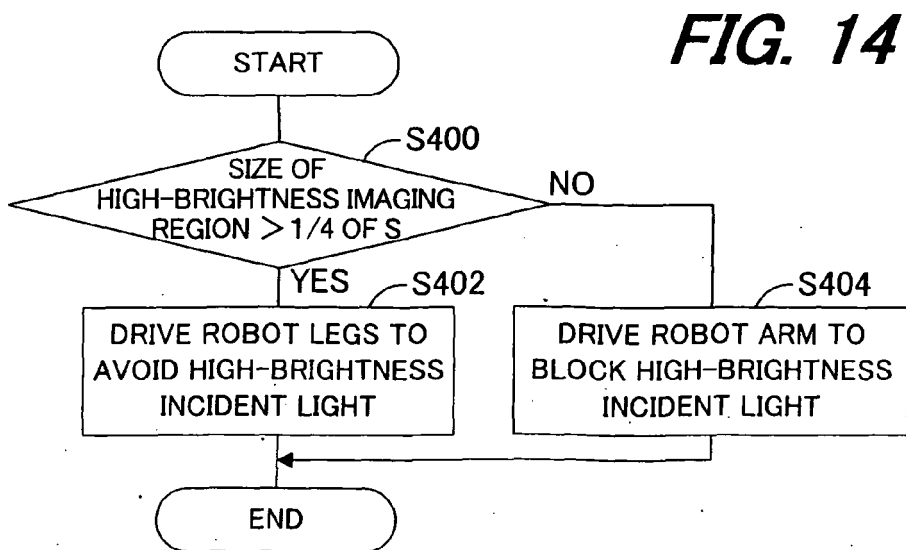 FIG. 14
START
S400
SIZE OF
HIGH-BRIGHTNESS IMAGING
REGION > 1/4 OF S
NO
YES
S402
S404
DRIVE ROBOT LEGS TO
AVOID HIGH-BRIGHTNESS
INCIDENT LIGHT
DRIVE ROBOT ARM TO
BLOCK HIGH-BRIGHTNESS
INCIDENT LIGHT
END